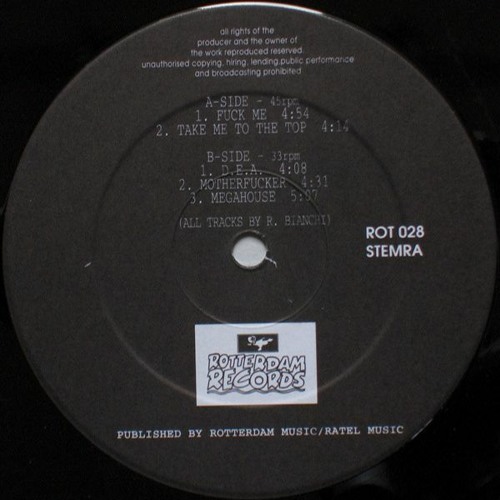 all rights of the
producer and the owner of
the work reproduced reserved.
unauthorised copying, hiring, lending, public performance
and broadcasting prohibited
A-SIDE - 45rpm
1. FUCK ME 4:54
2. TAKE ME TO THE TOP 4:14
B-SIDE - 33rpm
1. D.E.A. 4:08
2. MOTHERFUCKER 4:31
3. MEGAHOUSE
(ALL TRACKS BY R. BIANCHI)
ROT 028
STEMRA
ROTTERDAM
RECORDS
PUBLISHED BY ROTTERDAM MUSIC/RATEL MUSIC